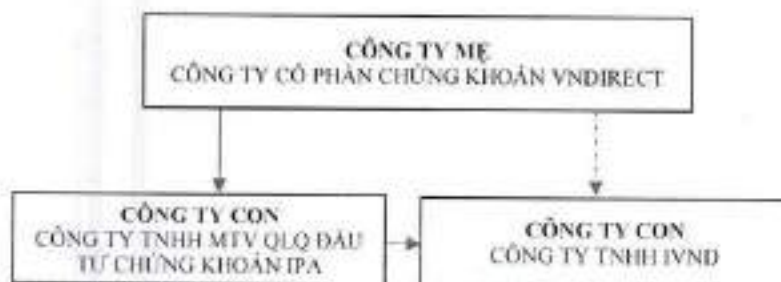 CÔNG TY MẸ
CÔNG TY CỔ PHẦN CHỨNG KHOÁN VNDIRECT
CÔNG TY CON
CÔNG TY TNHH MTV QLQ ĐẦU
TƯ CHỨNG KHOÁN IPA
CÔNG TY CON
CÔNG TY TNHH IVND